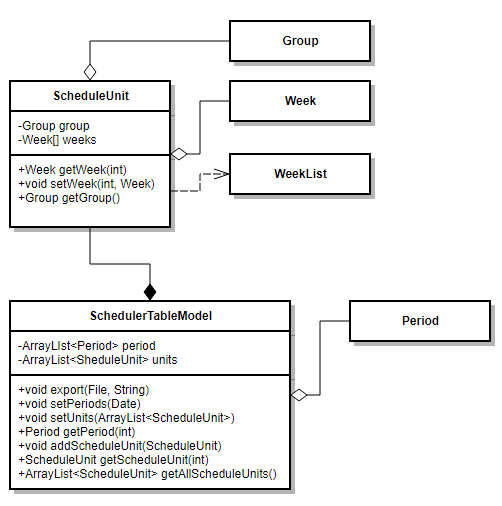 Group
ScheduleUnit
-Group group
-Week[] weeks
+Week getWeek(int)
+void setWeek(int, Week)
+Group getGroup()
Week
WeekList
SchedulerTableModel
-ArrayLIst<Period> period
-ArrayList<SheduleUnit> units
+void export(File, String)
+void setPeriods(Date)
+void setUnits(ArrayList<ScheduleUnit>)
+Period getPeriod(int)
+void addScheduleUnit(ScheduleUnit)
+ScheduleUnit getScheduleUnit(int)
+ArrayList<ScheduleUnit> getAllScheduleUnits()
Period